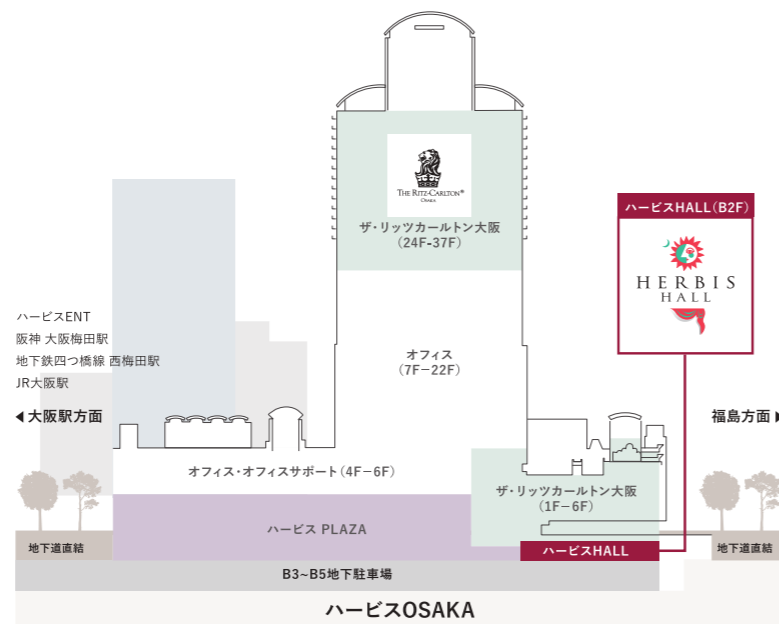 THE RITZ-CARLTON®
OSAKA
ザ・リッツカールトン大阪
(24F-37F)
ハービスHALL(B2F)
HERBIS
HALL
ハービスENT
阪神 大阪梅田駅
地下鉄四つ橋線 西梅田駅
JR大阪駅
オフィス
(7F−22F)
大阪駅方面
福島方面
オフィス・オフィスサポート(4F−6F)
ザ・リッツカールトン大阪
(1F−6F)
ハービス PLAZA
ハービスHALL
地下道直結
地下道直結
B3~B5地下駐車場
ハービスOSAKA